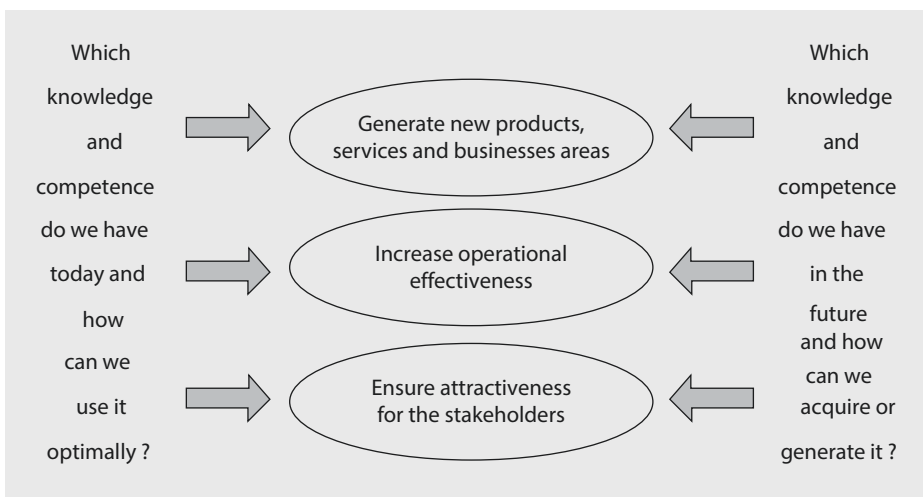 Which
knowledge
and
competence
do we have
today and
how
can we
use it
optimally ?
Generate new products,
services and businesses areas
Increase operational
effectiveness
Ensure attractiveness
for the stakeholders
Which
knowledge
and
competence
do we have
in the
future
and how
can we
acquire or
generate it ?